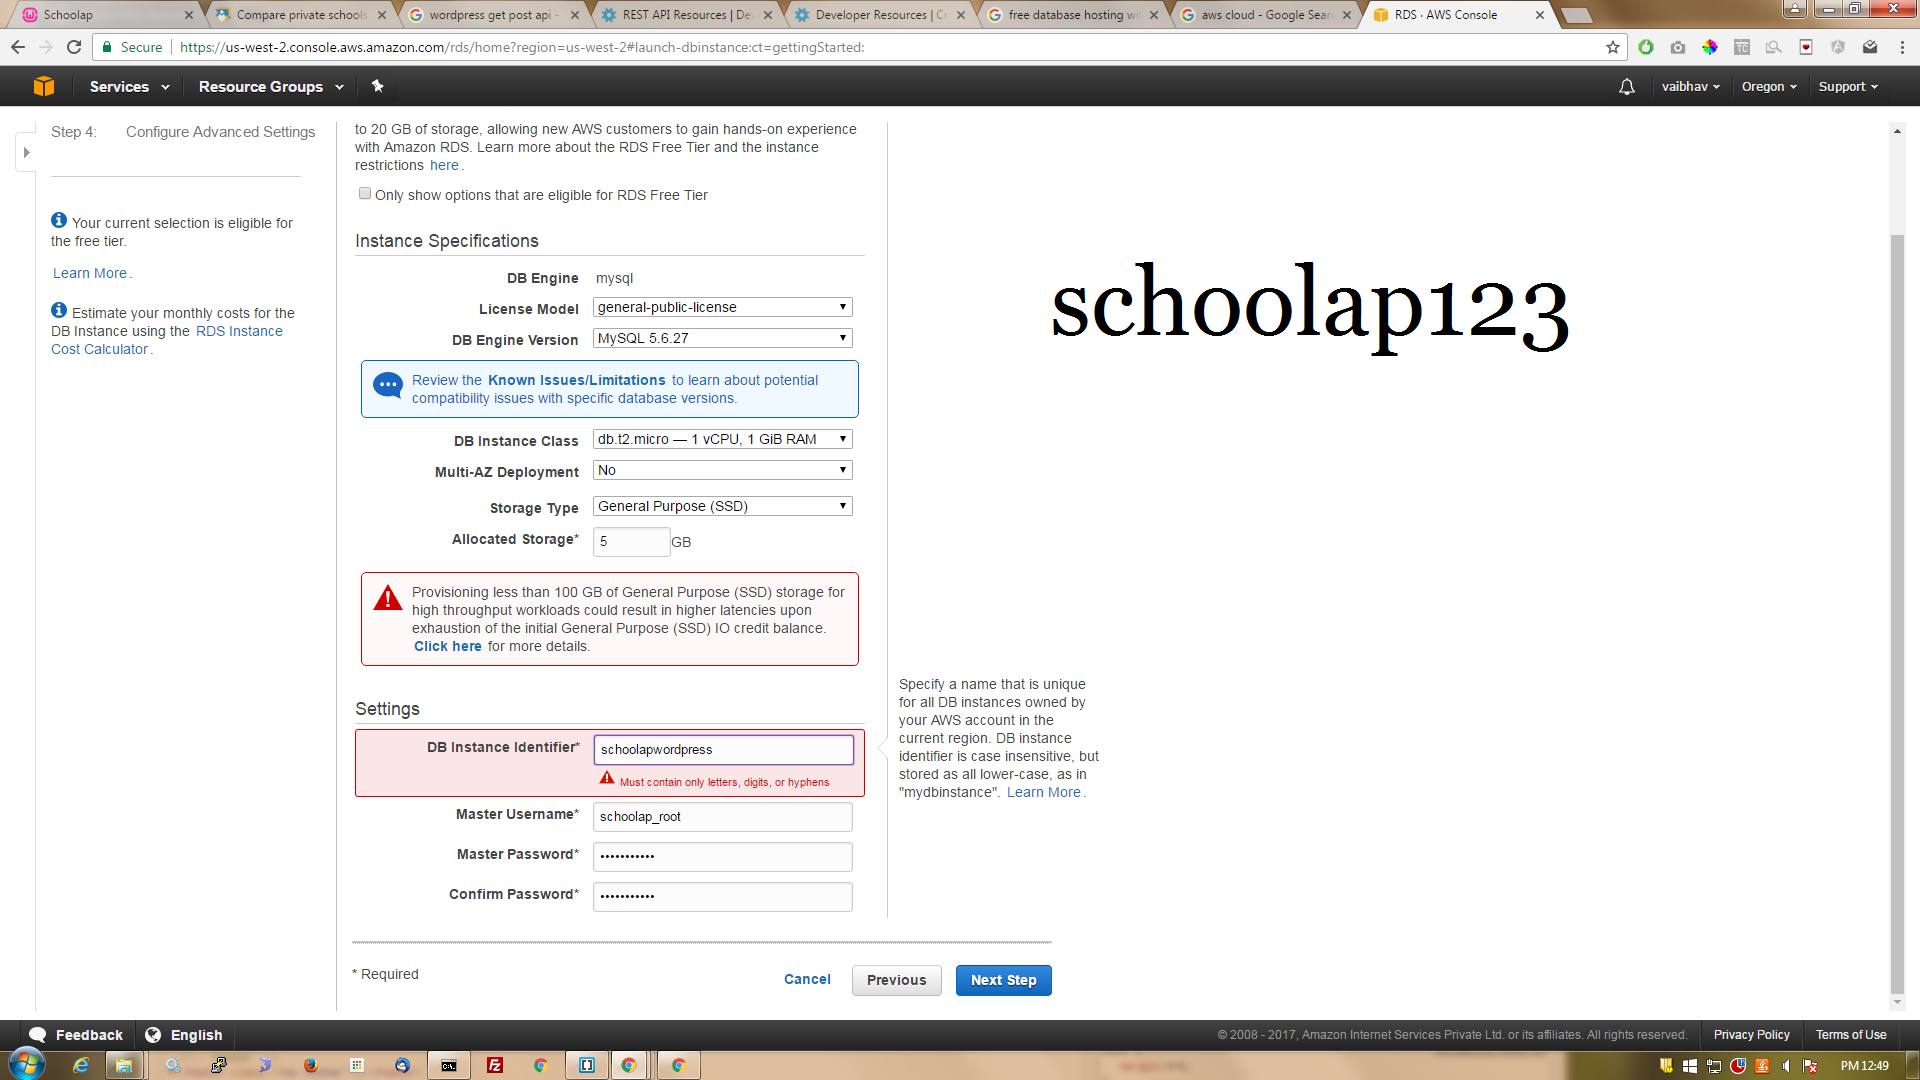 Schoolap
Compare private schools
wordpress get post api -
REST API Resources | De
Developer Resources | C
free database hosting wi
aws cloud - Google Sear
RDS · AWS Console
Secure
https://us-west-2.console.aws.amazon.com/rds/home?region=us-west-2#launch-dbinstance:ct=gettingStarted:
Services
Resource Groups
vaibhav
Oregon
Support
Step 4: Configure Advanced Settings
Your current selection is eligible for
the free tier.
Learn More.
Estimate your monthly costs for the
DB Instance using the RDS Instance
Cost Calculator.
to 20 GB of storage, allowing new AWS customers to gain hands-on experience
with Amazon RDS. Learn more about the RDS Free Tier and the instance
restrictions here.
Only show options that are eligible for RDS Free Tier
Instance Specifications
DB Engine mysql
License Model general-public-license
DB Engine Version MySQL 5.6.27
Review the Known Issues/Limitations to learn about potential
compatibility issues with specific database versions.
DB Instance Class db.t2.micro — 1 vCPU, 1 GiB RAM
Multi-AZ Deployment No
Storage Type General Purpose (SSD)
Allocated Storage* 5 GB
Provisioning less than 100 GB of General Purpose (SSD) storage for
high throughput workloads could result in higher latencies upon
exhaustion of the initial General Purpose (SSD) IO credit balance.
Click here for more details.
Settings
DB Instance Identifier* schoolapwordpress
Must contain only letters, digits, or hyphens
Master Username* schoolap_root
Master Password* •••••••••••
Confirm Password* •••••••••••
schoolap123
Specify a name that is unique
for all DB instances owned by
your AWS account in the
current region. DB instance
identifier is case insensitive, but
stored as all lower-case, as in
"mydbinstance". Learn More.
* Required
Cancel
Previous
Next Step
Feedback
English
© 2008 - 2017, Amazon Internet Services Private Ltd. or its affiliates. All rights reserved.
Privacy Policy
Terms of Use
PM 12:49